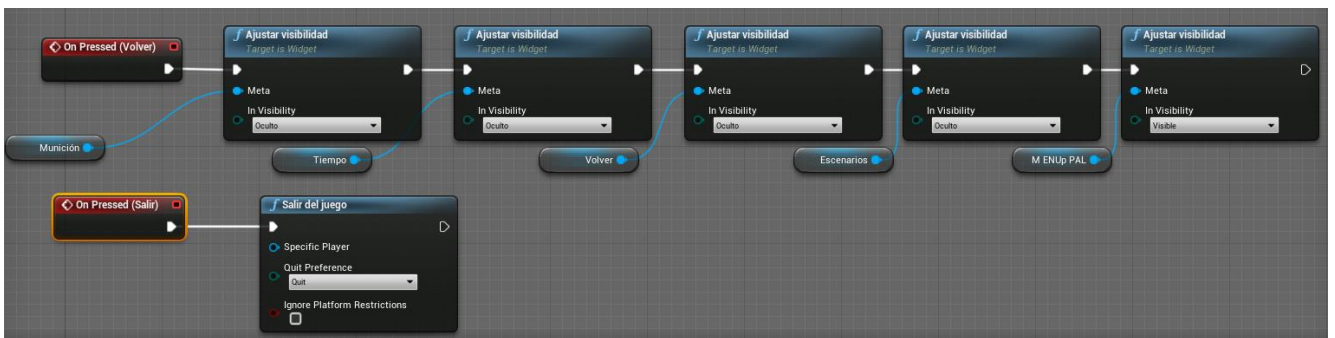 On Pressed (Volver)
Ajustar visibilidad
Target is Widget
Meta
In Visibility
Oculto
Ajustar visibilidad
Target is Widget
Meta
In Visibility
Oculto
Ajustar visibilidad
Target is Widget
Meta
In Visibility
Oculto
Ajustar visibilidad
Target is Widget
Meta
In Visibility
Oculto
Ajustar visibilidad
Target is Widget
Meta
In Visibility
Visible
Munición
Tiempo
Volver
Escenarios
M ENUp PAL
On Pressed (Salir)
Salir del juego
Specific Player
Quit Preference
Quit
Ignore Platform Restrictions